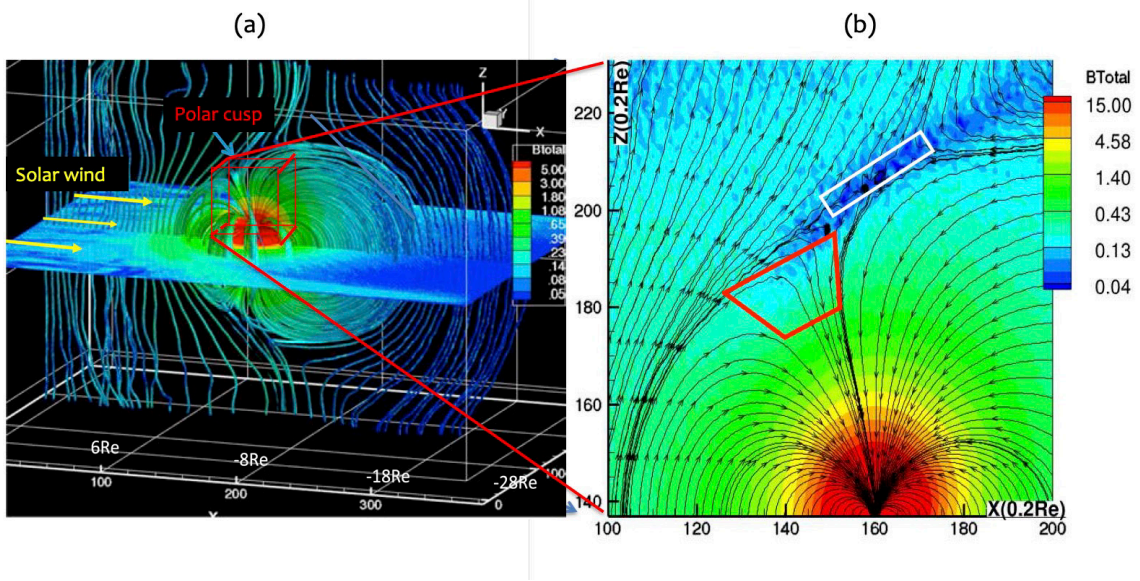 (a)
Polar cusp
Solar wind
Z
X
Btotal
5.00
3.00
1.80
1.08
.65
.39
.23
.14
.08
.05
6Re
-8Re
-18Re
-28Re
100
200
300
0
(b)
Z(0.2Re)
220
200
180
160
140
X(0.2Re)
100
120
140
160
180
200
BTotal
15.00
4.58
1.40
0.43
0.13
0.04